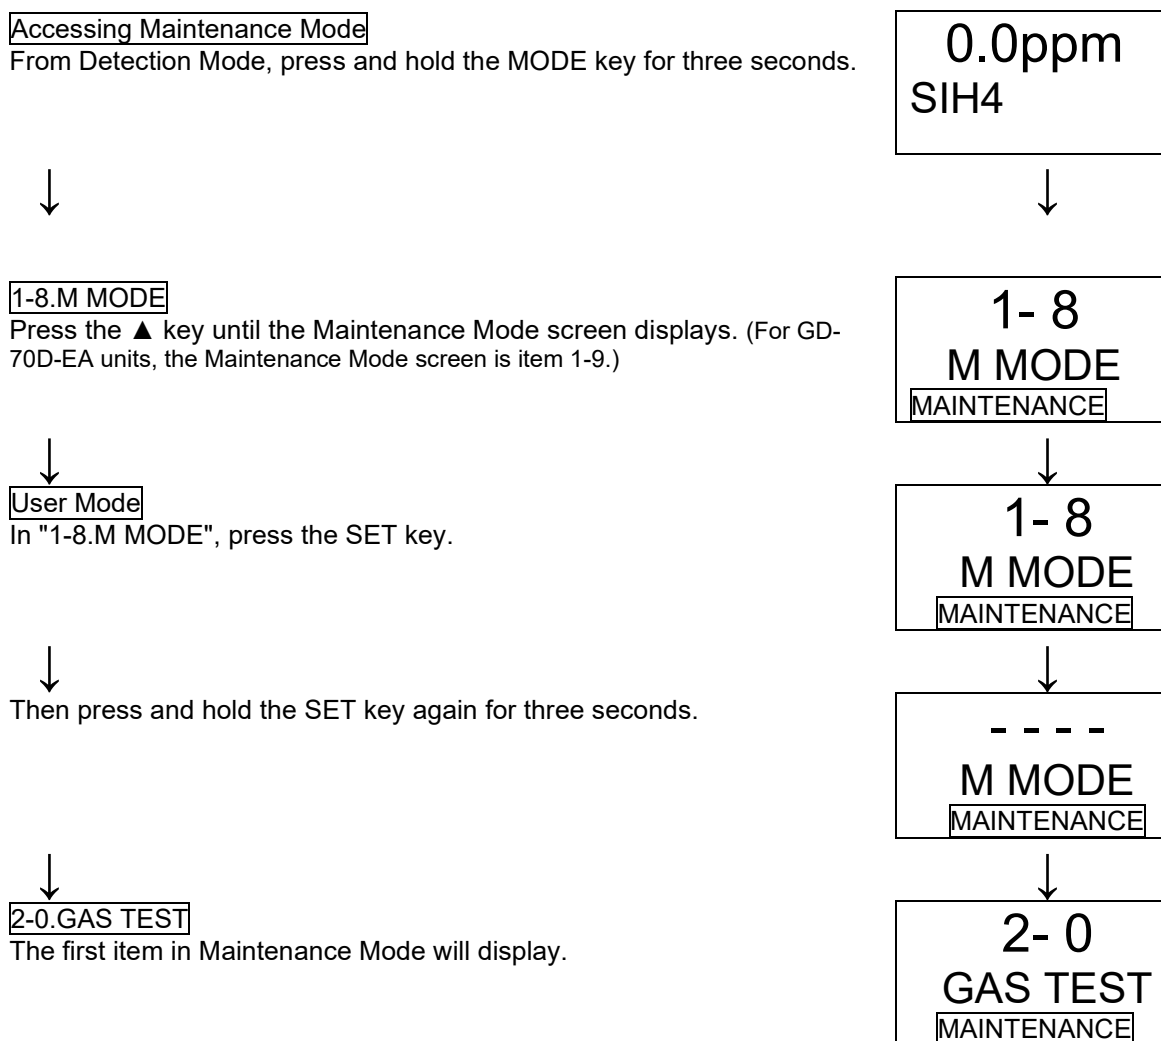 Accessing Maintenance Mode
From Detection Mode, press and hold the MODE key for three seconds.
0.0ppm
SIH4
↓ ↓
1-8.M MODE
Press the ▲ key until the Maintenance Mode screen displays. (For GD-
70D-EA units, the Maintenance Mode screen is item 1-9.)
1- 8
M MODE
MAINTENANCE
↓ ↓
User Mode
In "1-8.M MODE", press the SET key.
1- 8
M MODE
MAINTENANCE
↓ ↓
Then press and hold the SET key again for three seconds.
- - - -
M MODE
MAINTENANCE
↓ ↓
2-0.GAS TEST
The first item in Maintenance Mode will display.
2- 0
GAS TEST
MAINTENANCE